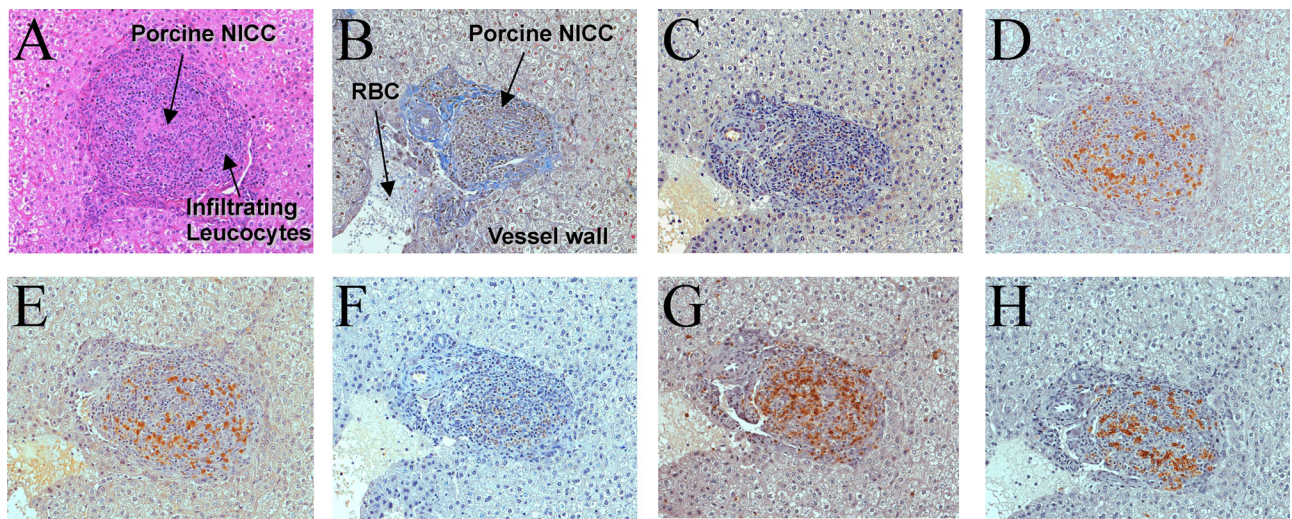 A
Porcine NICC
Infiltrating
Leucocytes
B
Porcine NICC
RBC
Vessel wall
C
D
E
F
G
H